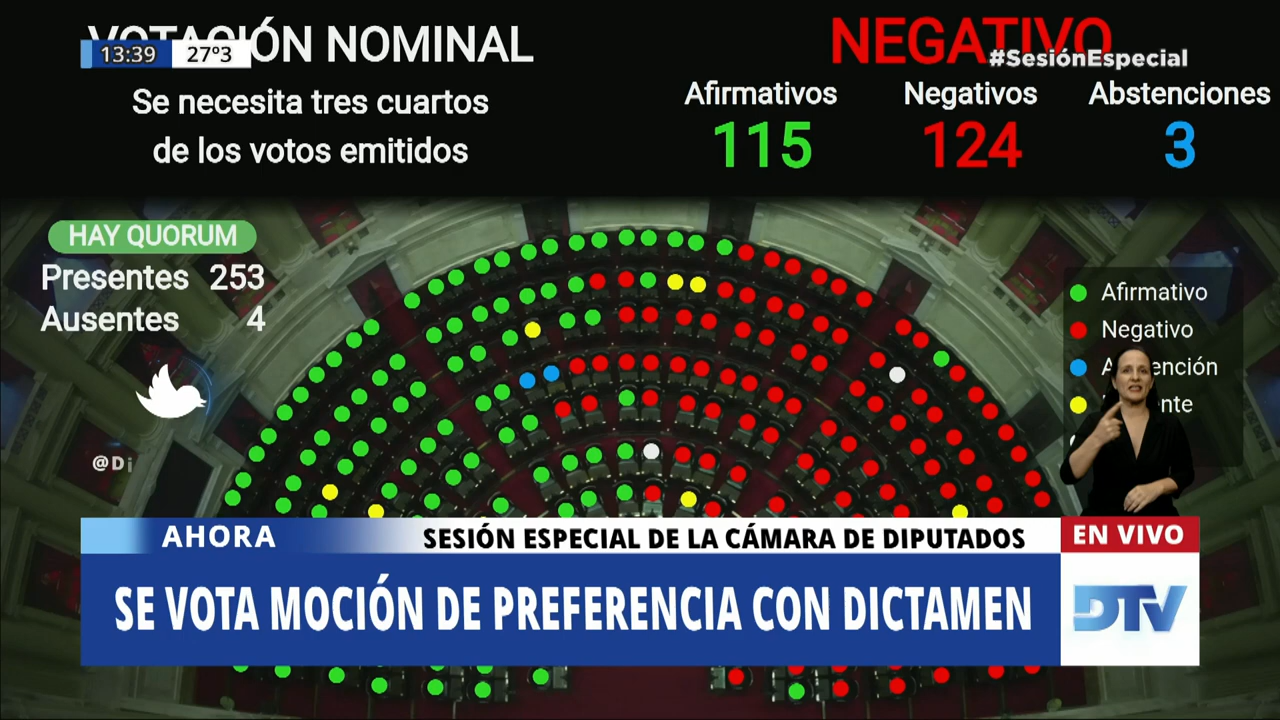 VOTACIÓN NOMINAL
13:39 27º3
Se necesita tres cuartos
de los votos emitidos
NEGATIVO
#SesiónEspecial
Afirmativos Negativos Abstenciones
115 124 3
HAY QUORUM
Presentes 253
Ausentes 4
Afirmativo
Negativo
@Di
AHORA
SESIÓN ESPECIAL DE LA CÁMARA DE DIPUTADOS
EN VIVO
SE VOTA MOCIÓN DE PREFERENCIA CON DICTAMEN
DTV